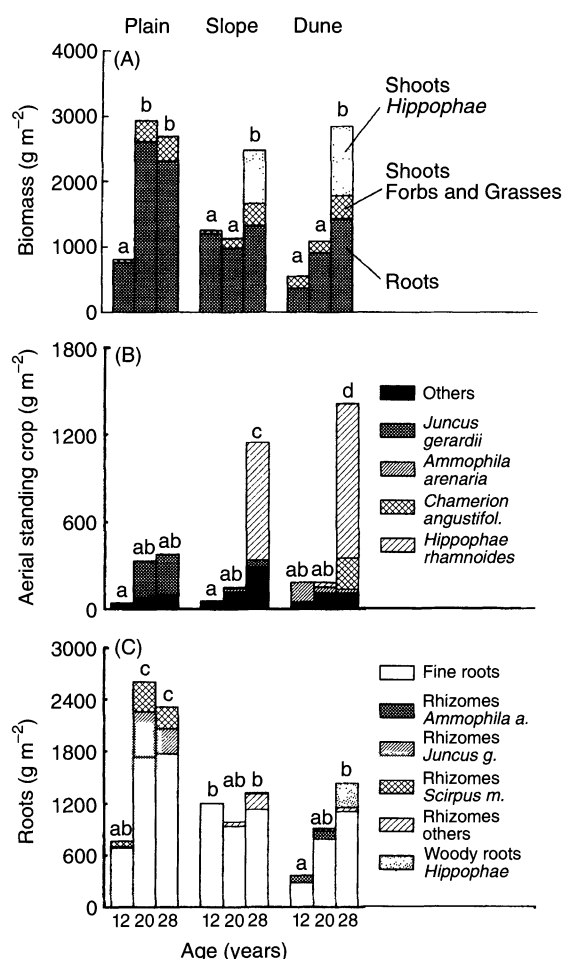 Plain Slope Dune
(A)
Biomass (g m⁻²)
4000
3000
2000
1000
0
a b b
a a b
a a b
Shoots
Hippophae
Shoots
Forbs and Grasses
Roots
(B)
Aerial standing crop (g m⁻²)
1800
1200
600
0
a ab ab
a ab c
ab ab d
Others
Juncus
gerardii
Ammophila
arenaria
Chamerion
angustifol.
Hippophae
rhamnoides
(C)
Roots (g m⁻²)
3000
2400
1800
1200
600
0
ab c c
b ab b
a ab b
Fine roots
Rhizomes
Ammophila a.
Rhizomes
Juncus g.
Rhizomes
Scirpus m.
Rhizomes
others
Woody roots
Hippophae
12 20 28 12 20 28 12 20 28
Age (years)